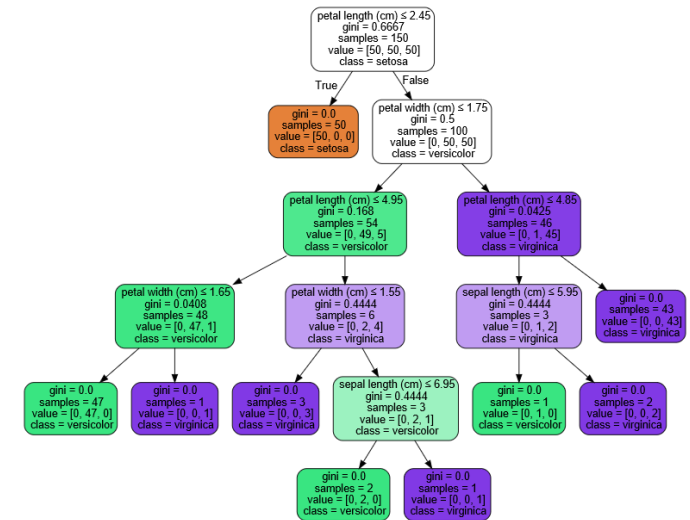 petal length (cm) ≤ 2.45
gini = 0.6667
samples = 150
value = [50, 50, 50]
class = setosa
True
False
gini = 0.0
samples = 50
value = [50, 0, 0]
class = setosa
petal width (cm) ≤ 1.75
gini = 0.5
samples = 100
value = [0, 50, 50]
class = versicolor
petal length (cm) ≤ 4.95
gini = 0.168
samples = 54
value = [0, 49, 5]
class = versicolor
petal length (cm) ≤ 4.85
gini = 0.0425
samples = 46
value = [0, 1, 45]
class = virginica
petal width (cm) ≤ 1.65
gini = 0.0408
samples = 48
value = [0, 47, 1]
class = versicolor
petal width (cm) ≤ 1.55
gini = 0.4444
samples = 6
value = [0, 2, 4]
class = virginica
sepal length (cm) ≤ 5.95
gini = 0.4444
samples = 3
value = [0, 1, 2]
class = virginica
gini = 0.0
samples = 43
value = [0, 0, 43]
class = virginica
gini = 0.0
samples = 47
value = [0, 47, 0]
class = versicolor
gini = 0.0
samples = 1
value = [0, 0, 1]
class = virginica
gini = 0.0
samples = 3
value = [0, 0, 3]
class = virginica
sepal length (cm) ≤ 6.95
gini = 0.4444
samples = 3
value = [0, 2, 1]
class = versicolor
gini = 0.0
samples = 1
value = [0, 1, 0]
class = versicolor
gini = 0.0
samples = 2
value = [0, 0, 2]
class = virginica
gini = 0.0
samples = 2
value = [0, 2, 0]
class = versicolor
gini = 0.0
samples = 1
value = [0, 0, 1]
class = virginica